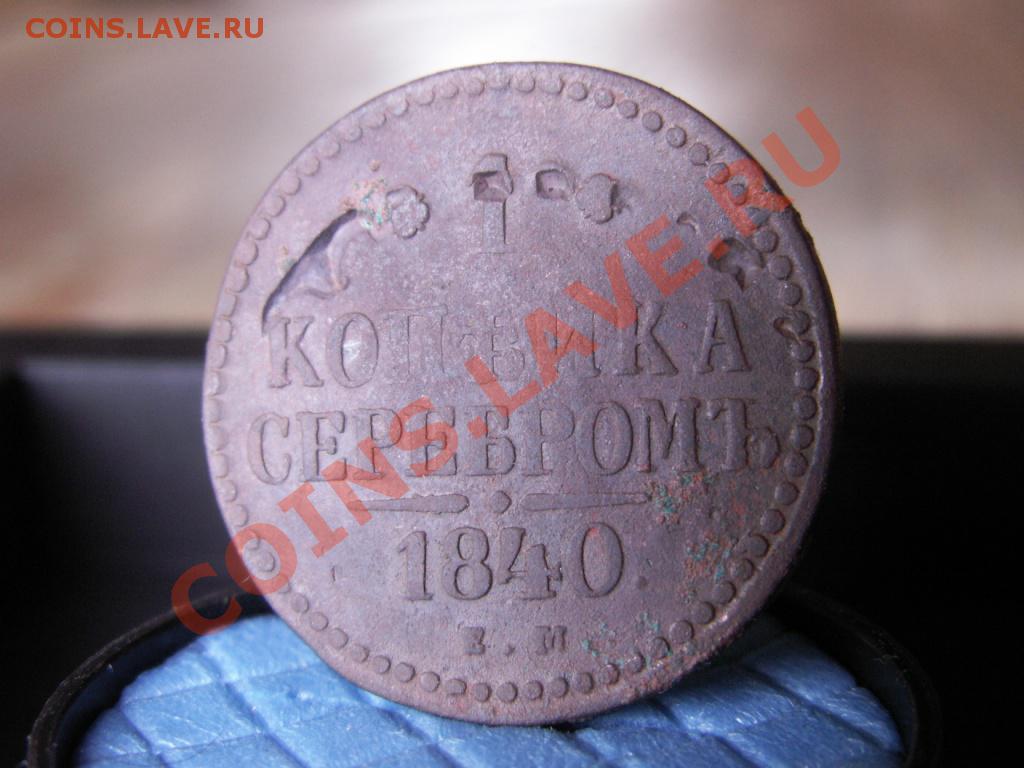 COINS.LAVE.RU
1
КОПѢЙКА
СЕРЕБРОМЪ
1840
Е.М
COINS.LAVE.RU